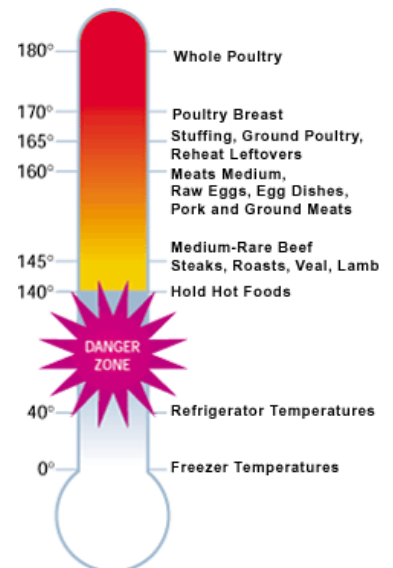 180° Whole Poultry
170° Poultry Breast
165° Stuffing, Ground Poultry,
Reheat Leftovers
160° Meats Medium,
Raw Eggs, Egg Dishes,
Pork and Ground Meats
Medium-Rare Beef
145° Steaks, Roasts, Veal, Lamb
140° Hold Hot Foods
DANGER
ZONE
40° Refrigerator Temperatures
0° Freezer Temperatures